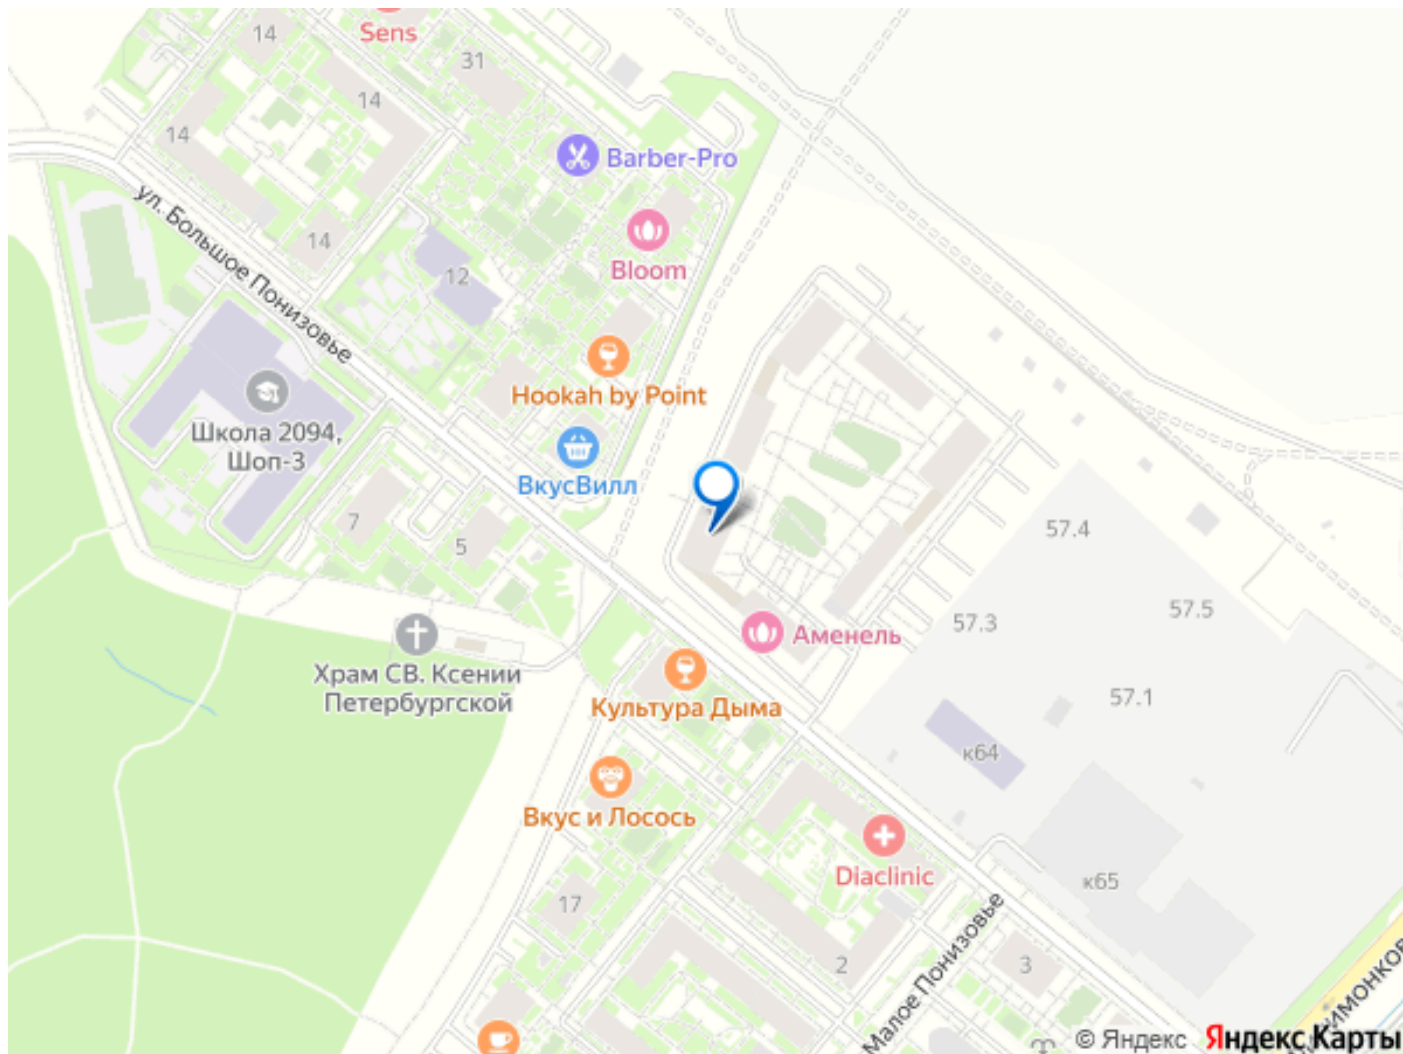 14
Sens
31
14
14
Barber-Pro
ул. Большое Понизовье
14
12
Bloom
Hookah by Point
Школа 2094,
Шоп-3
ВкусВилл
7
5
57.4
57.3
57.5
Аменель
Храм СВ. Ксении
Петербургской
Культура Дыма
57.1
к64
Вкус и Лосось
Diaclinic
к65
17
2
Малое Понизовье
3
© Яндекс Яндекс Карты